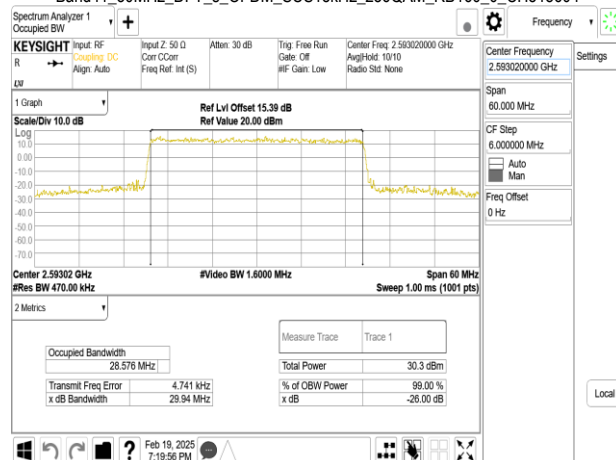 Spectrum Analyzer 1
Occupied BW
Frequency
KEYSIGHT
R
Input: RF
Coupling: DC
Align: Auto
Input Z: 50 Ω
Corr CCorr
Freq Ref: Int (S)
Atten: 30 dB
Trig: Free Run
Gate: Off
#IF Gain: Low
Center Freq: 2.593020000 GHz
Avg|Hold: 10/10
Radio Std: None
Center Frequency
2.593020000 GHz
Settings
Span
60.000 MHz
CF Step
6.000000 MHz
Auto
Man
Freq Offset
0 Hz
Local
1 Graph
Scale/Div 10.0 dB
Ref Lvl Offset 15.39 dB
Ref Value 20.00 dBm
Log
10.0
0.00
-10.0
-20.0
-30.0
-40.0
-50.0
-60.0
-70.0
Center 2.59302 GHz
#Res BW 470.00 kHz
#Video BW 1.6000 MHz
Span 60 MHz
Sweep 1.00 ms (1001 pts)
2 Metrics
Occupied Bandwidth
28.576 MHz
Transmit Freq Error 4.741 kHz
x dB Bandwidth 29.94 MHz
Measure Trace Trace 1
Total Power 30.3 dBm
% of OBW Power 99.00 %
x dB -26.00 dB
?
Feb 19, 2025
7:19:56 PM